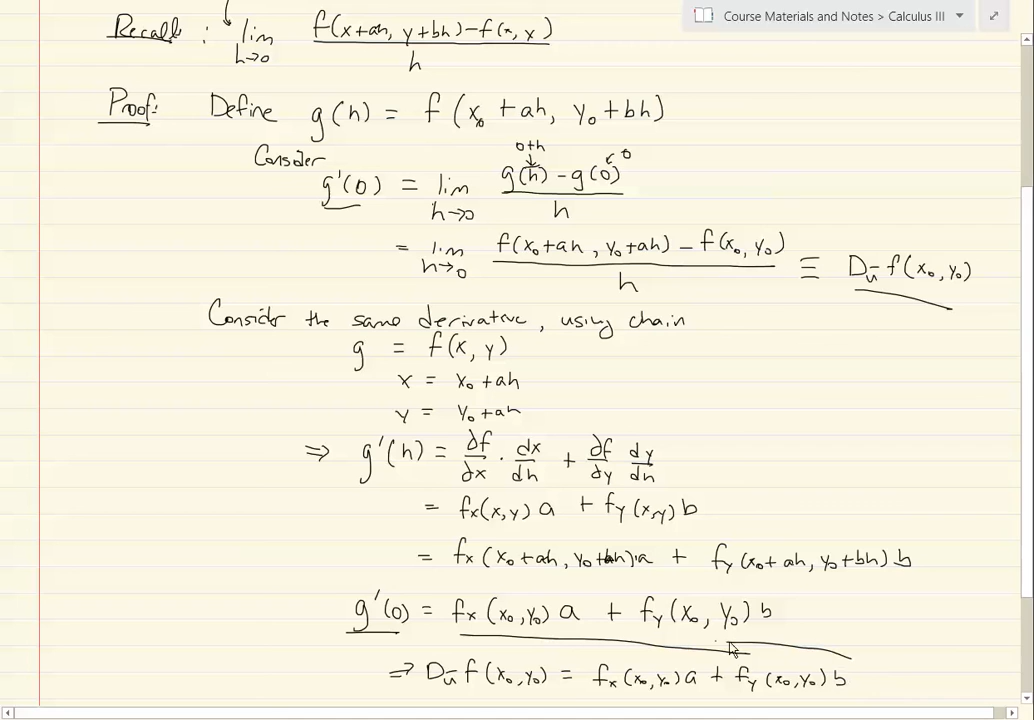 Course Materials and Notes > Calculus III
Recall : lim h→0 f(x+ah, y+bh)-f(x, x) / h
Proof: Define g(h) = f(x₀ + ah, y₀ + bh)
Consider
0+h 0
g'(0) = lim h→0 g(h) - g(0) / h
= lim h→0 f(x₀+ah, y₀+ah) - f(x₀, y₀) / h ≡ Dū f(x₀, y₀)
Consider the same derivative, using chain
g = f(x, y)
x = x₀ + ah
y = y₀ + ah
⇒ g'(h) = ∂f/∂x · dx/dh + ∂f/∂y dy/dh
= fx(x,y) a + fy(x,y) b
= fx(x₀+ah, y₀+bh)·a + fy(x₀+ah, y₀+bh) b
g'(0) = fx(x₀,y₀) a + fy(x₀, y₀) b
⇒ Dū f(x₀,y₀) = fx(x₀,y₀) a + fy(x₀,y₀) b